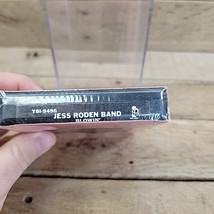 Y8I-9496
JESS RODEN BAND
BLOWIN'